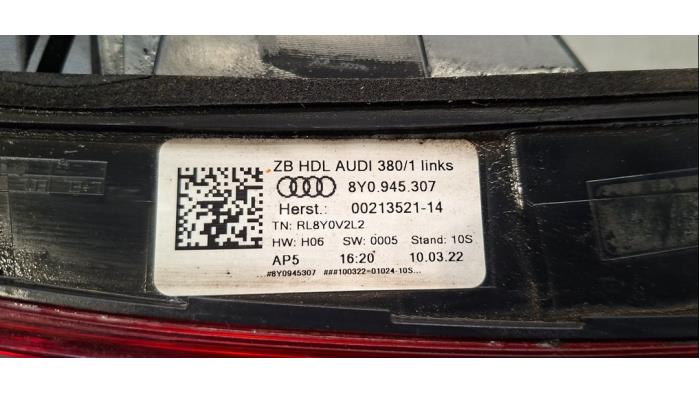 ZB HDL AUDI 380/1 links
8Y0.945.307
Herst.: 00213521-14
TN: RL8Y0V2L2
HW: H06 SW: 0005 Stand: 10S
AP5 16:20 10.03.22
#8Y0945307 ###100322-01024-10S...